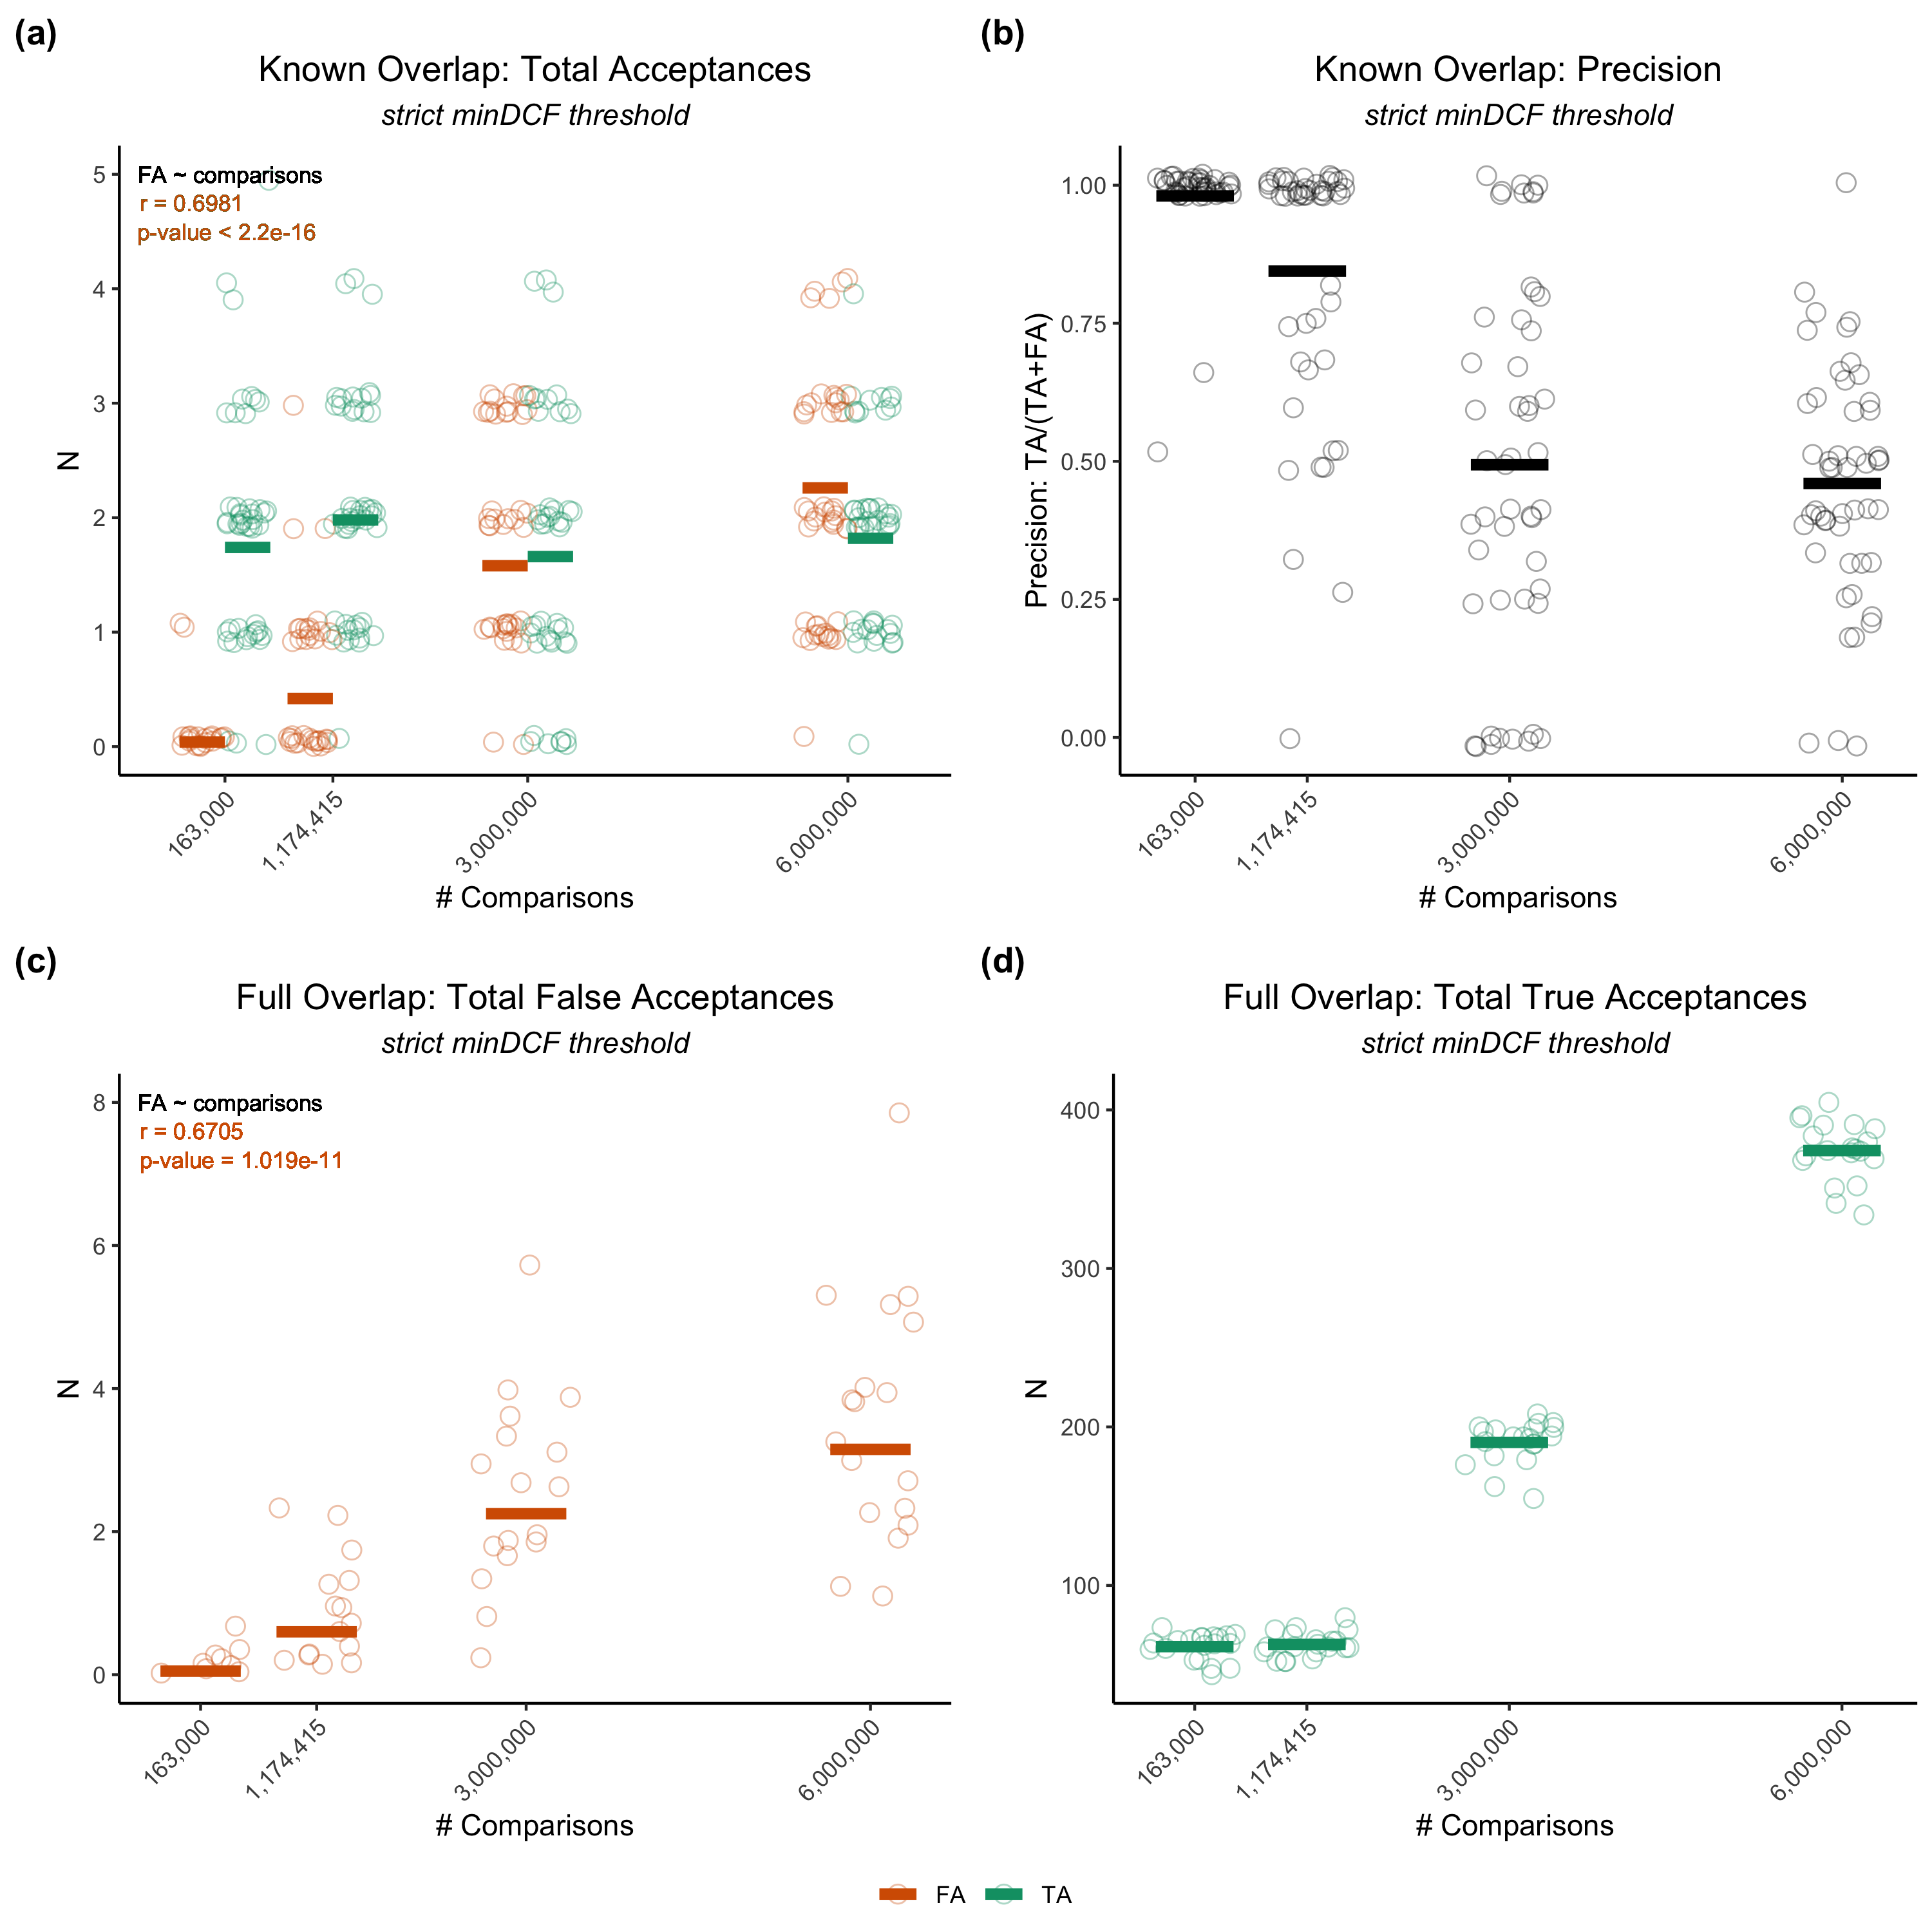 (a)
Known Overlap: Total Acceptances
strict minDCF threshold
FA ~ comparisons
r = 0.6981
p-value < 2.2e-16
N
5
4
3
2
1
0
163,000
1,174,415
3,000,000
6,000,000
# Comparisons
(b)
Known Overlap: Precision
strict minDCF threshold
Precision: TA/(TA+FA)
1.00
0.75
0.50
0.25
0.00
163,000
1,174,415
3,000,000
6,000,000
# Comparisons
(c)
Full Overlap: Total False Acceptances
strict minDCF threshold
FA ~ comparisons
r = 0.6705
p-value = 1.019e-11
N
8
6
4
2
0
163,000
1,174,415
3,000,000
6,000,000
# Comparisons
(d)
Full Overlap: Total True Acceptances
strict minDCF threshold
N
400
300
200
100
163,000
1,174,415
3,000,000
6,000,000
# Comparisons
FA
TA